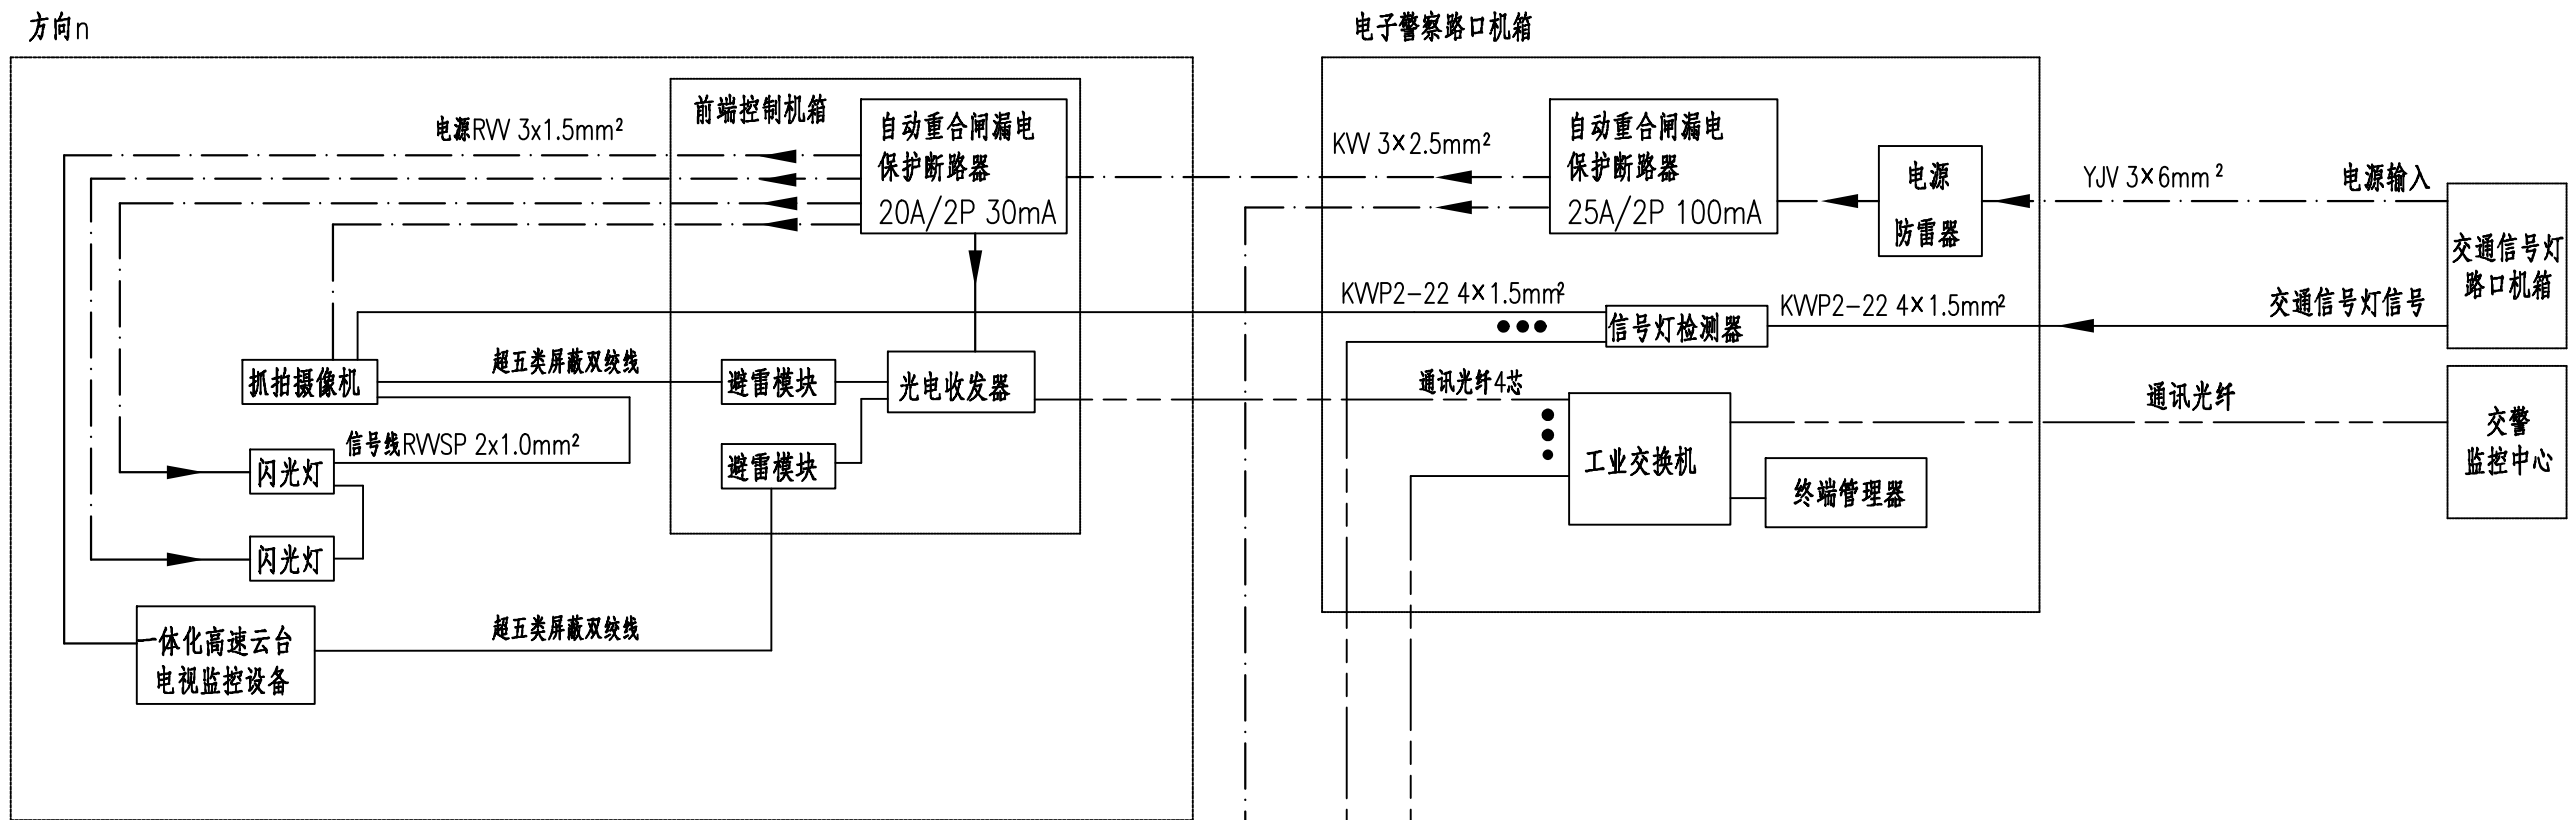 方向n
电子警察路口机箱
前端控制机箱
自动重合闸漏电
保护断路器
20A/2P 30mA
电源RVV 3x1.5mm²
KVV 3×2.5mm²
自动重合闸漏电
保护断路器
25A/2P 100mA
电源
防雷器
YJV 3×6mm²
电源输入
交通信号灯
路口机箱
KVVP2-22 4×1.5mm²
信号灯检测器
KVVP2-22 4×1.5mm²
交通信号灯信号
抓拍摄像机
超五类屏蔽双绞线
避雷模块
光电收发器
通讯光纤4芯
通讯光纤
交警
监控中心
信号线RVVSP 2x1.0mm²
闪光灯
避雷模块
工业交换机
终端管理器
闪光灯
超五类屏蔽双绞线
一体化高速云台
电视监控设备